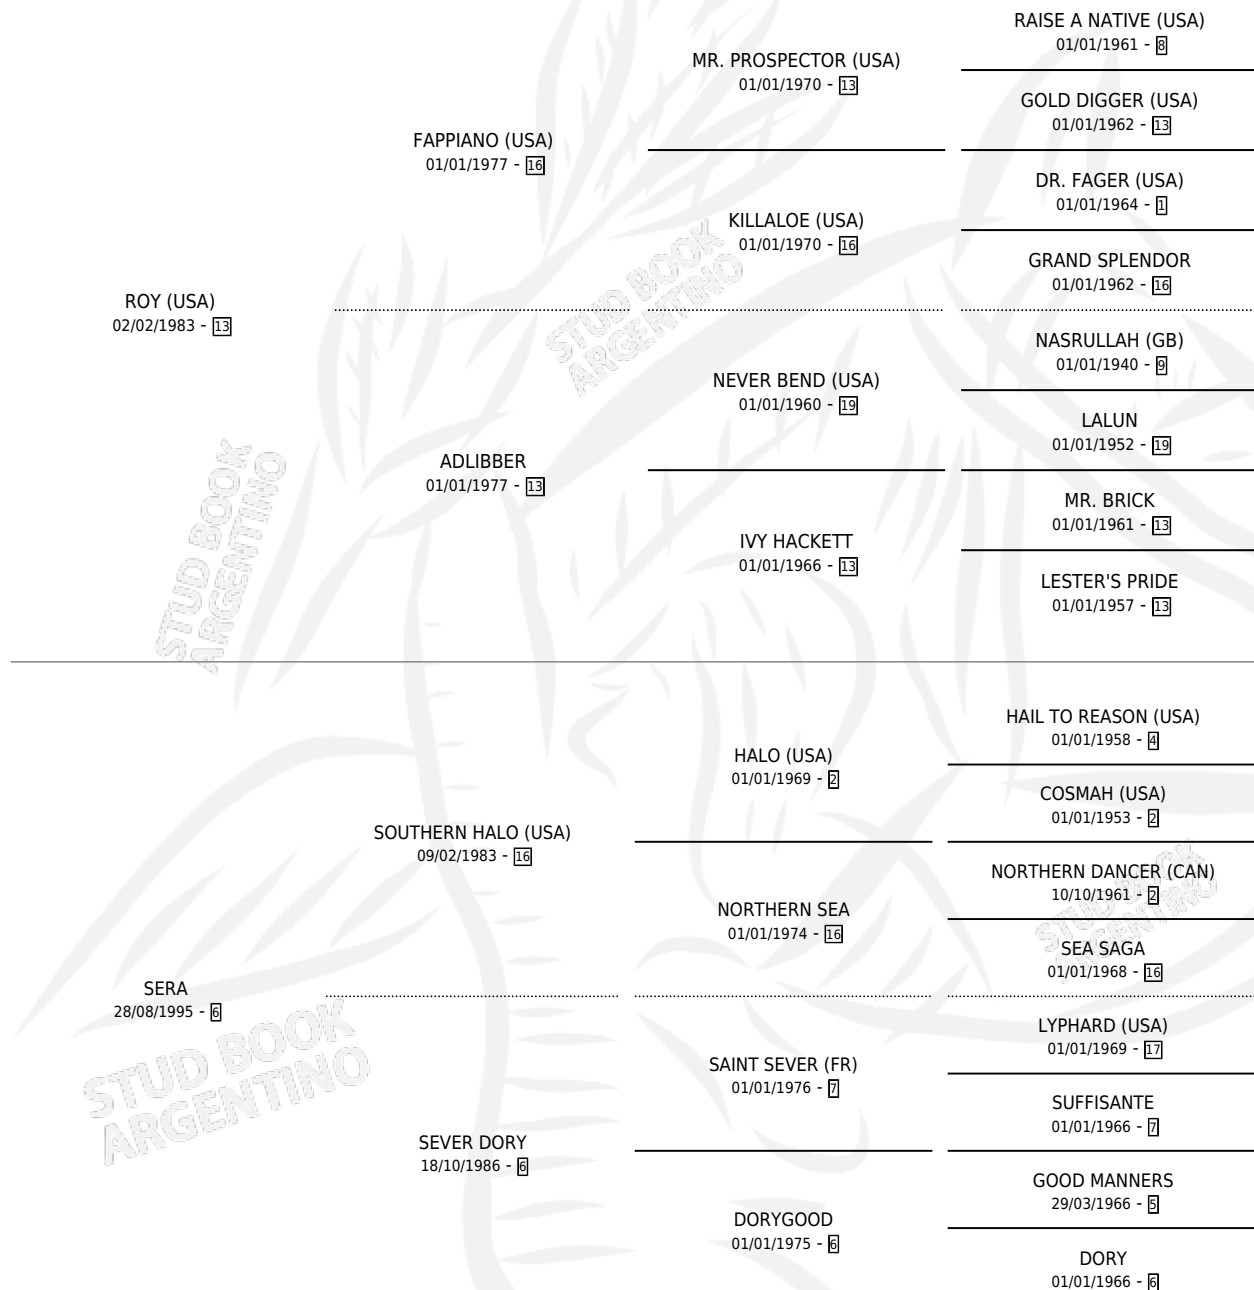 RAISE A NATIVE (USA)
01/01/1961 - 8
MR. PROSPECTOR (USA)
01/01/1970 - 13
GOLD DIGGER (USA)
01/01/1962 - 13
FAPPIANO (USA)
01/01/1977 - 16
DR. FAGER (USA)
01/01/1964 - 1
KILLALOE (USA)
01/01/1970 - 16
GRAND SPLENDOR
01/01/1962 - 16
ROY (USA)
02/02/1983 - 13
NASRULLAH (GB)
01/01/1940 - 9
NEVER BEND (USA)
01/01/1960 - 19
LALUN
01/01/1952 - 19
ADLIBBER
01/01/1977 - 13
MR. BRICK
01/01/1961 - 13
IVY HACKETT
01/01/1966 - 13
LESTER'S PRIDE
01/01/1957 - 13
HAIL TO REASON (USA)
01/01/1958 - 4
HALO (USA)
01/01/1969 - 2
COSMAH (USA)
01/01/1953 - 2
SOUTHERN HALO (USA)
09/02/1983 - 16
NORTHERN DANCER (CAN)
10/10/1961 - 2
NORTHERN SEA
01/01/1974 - 16
SEA SAGA
01/01/1968 - 16
SERA
28/08/1995 - 6
LYPHARD (USA)
01/01/1969 - 17
SAINT SEVER (FR)
01/01/1976 - 7
SUFFISANTE
01/01/1966 - 7
SEVER DORY
18/10/1986 - 6
GOOD MANNERS
29/03/1966 - 5
DORYGOOD
01/01/1975 - 6
DORY
01/01/1966 - 6
STUD BOOK
ARGENTINO
STUD BOOK
ARGENTINO
STUD BOOK
ARGENTINO
STUD BOOK
ARGENTINO